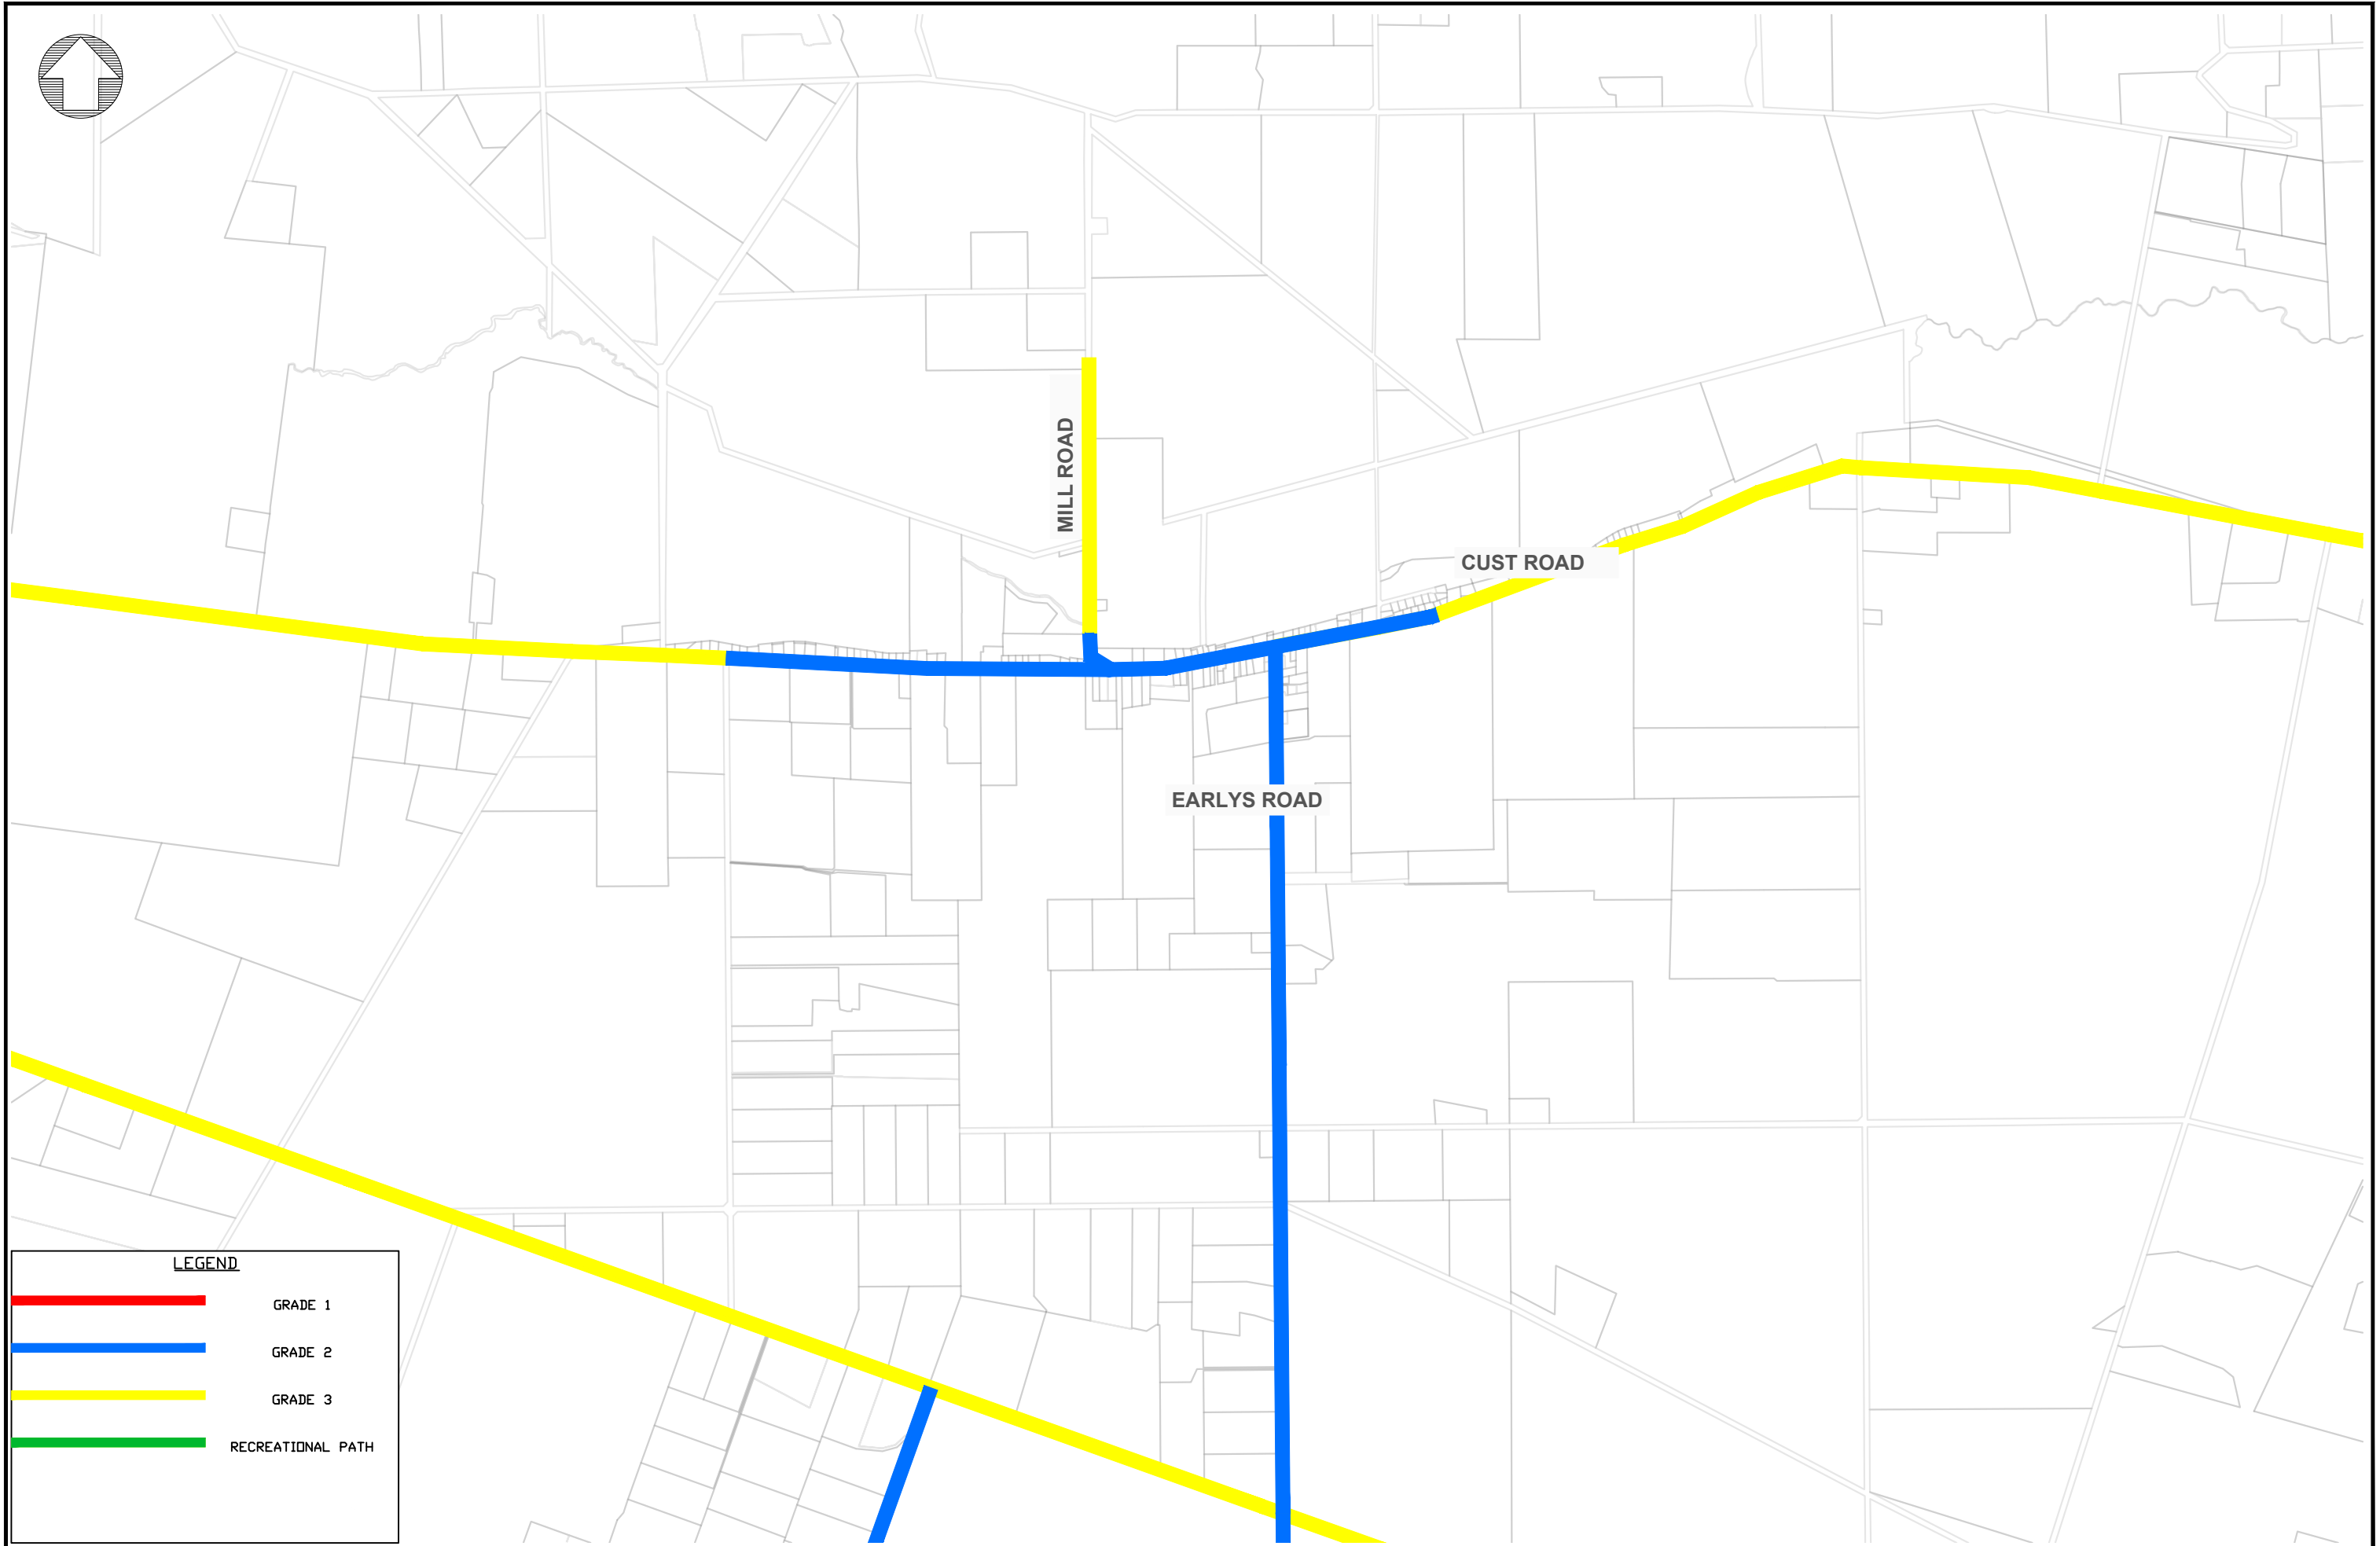 MILL ROAD
CUST ROAD
EARLYS ROAD
LEGEND
GRADE 1
GRADE 2
GRADE 3
RECREATIONAL PATH